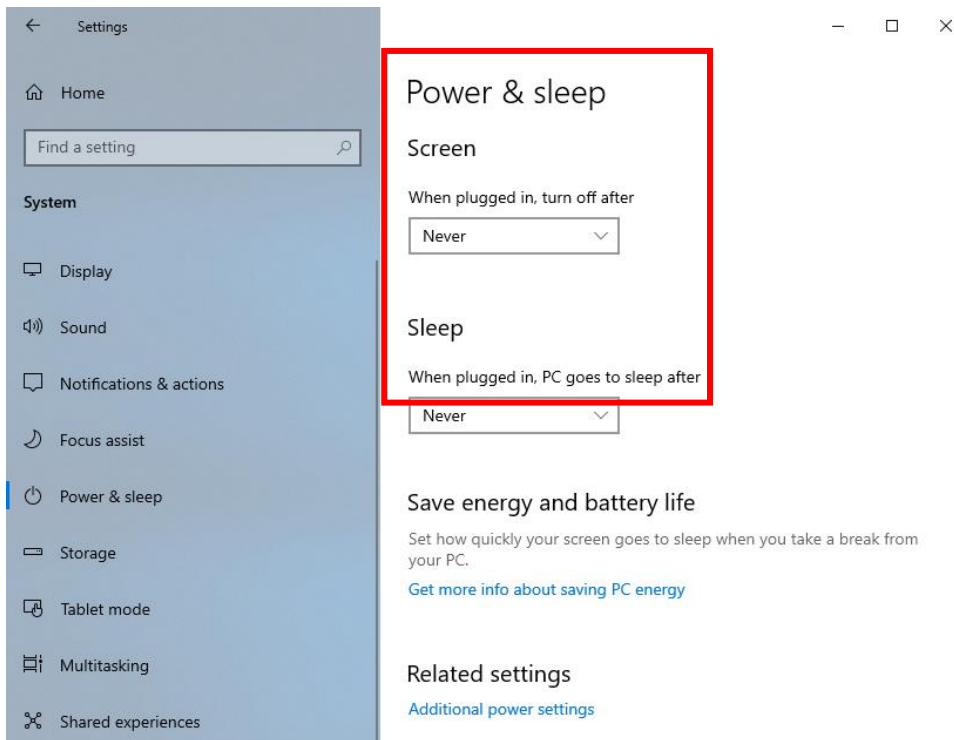 Settings
Home
Find a setting
System
Display
Sound
Notifications & actions
Focus assist
Power & sleep
Storage
Tablet mode
Multitasking
Shared experiences
Power & sleep
Screen
When plugged in, turn off after
Never
Sleep
When plugged in, PC goes to sleep after
Never
Save energy and battery life
Set how quickly your screen goes to sleep when you take a break from
your PC.
Get more info about saving PC energy
Related settings
Additional power settings